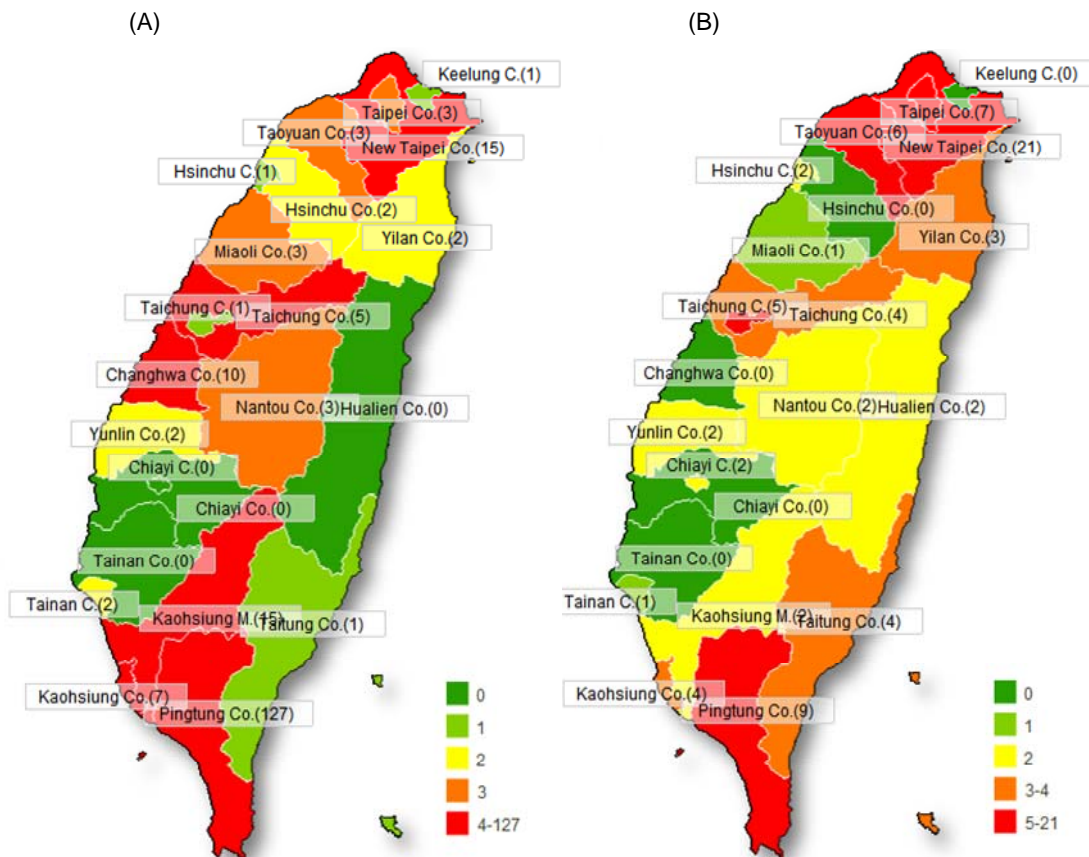 (A)
Keelung C.(1)
Taipei Co.(3)
Taoyuan Co.(3)
New Taipei Co.(15)
Hsinchu C.(1)
Hsinchu Co.(2)
Yilan Co.(2)
Miaoli Co.(3)
Taichung C.(1)
Taichung Co.(5)
Changhwa Co.(10)
Nantou Co.(3)
Hualien Co.(0)
Yunlin Co.(2)
Chiayi C.(0)
Chiayi Co.(0)
Tainan Co.(0)
Tainan C.(2)
Kaohsiung M.(15)
Taitung Co.(1)
Kaohsiung Co.(7)
Pingtung Co.(127)
0
1
2
3
4-127
(B)
Keelung C.(0)
Taipei Co.(7)
Taoyuan Co.(6)
New Taipei Co.(21)
Hsinchu C.(2)
Hsinchu Co.(0)
Yilan Co.(3)
Miaoli Co.(1)
Taichung C.(5)
Taichung Co.(4)
Changhwa Co.(0)
Nantou Co.(2)
Hualien Co.(2)
Yunlin Co.(2)
Chiayi C.(2)
Chiayi Co.(0)
Tainan Co.(0)
Tainan C.(1)
Kaohsiung M.(2)
Taitung Co.(4)
Kaohsiung Co.(4)
Pingtung Co.(9)
0
1
2
3-4
5-21